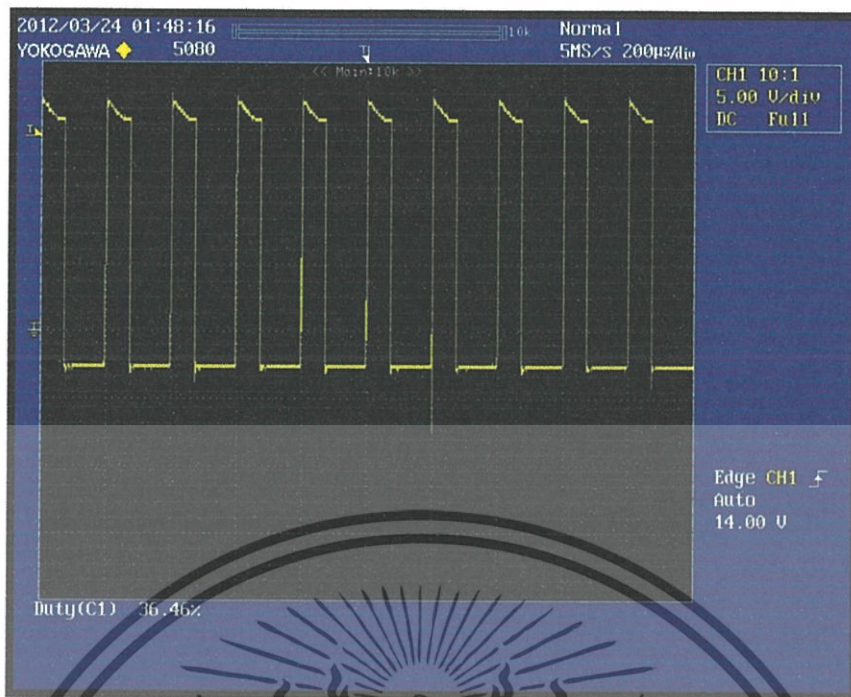 2012/03/24 01:48:16
10k
Normal
YOKOGAWA 5080
5MS/s 200µs/div
<< Main:10k >>
CH1 10:1
5.00 V/div
DC Full
Edge CH1
Auto
14.00 V
Duty(C1) 36.46%